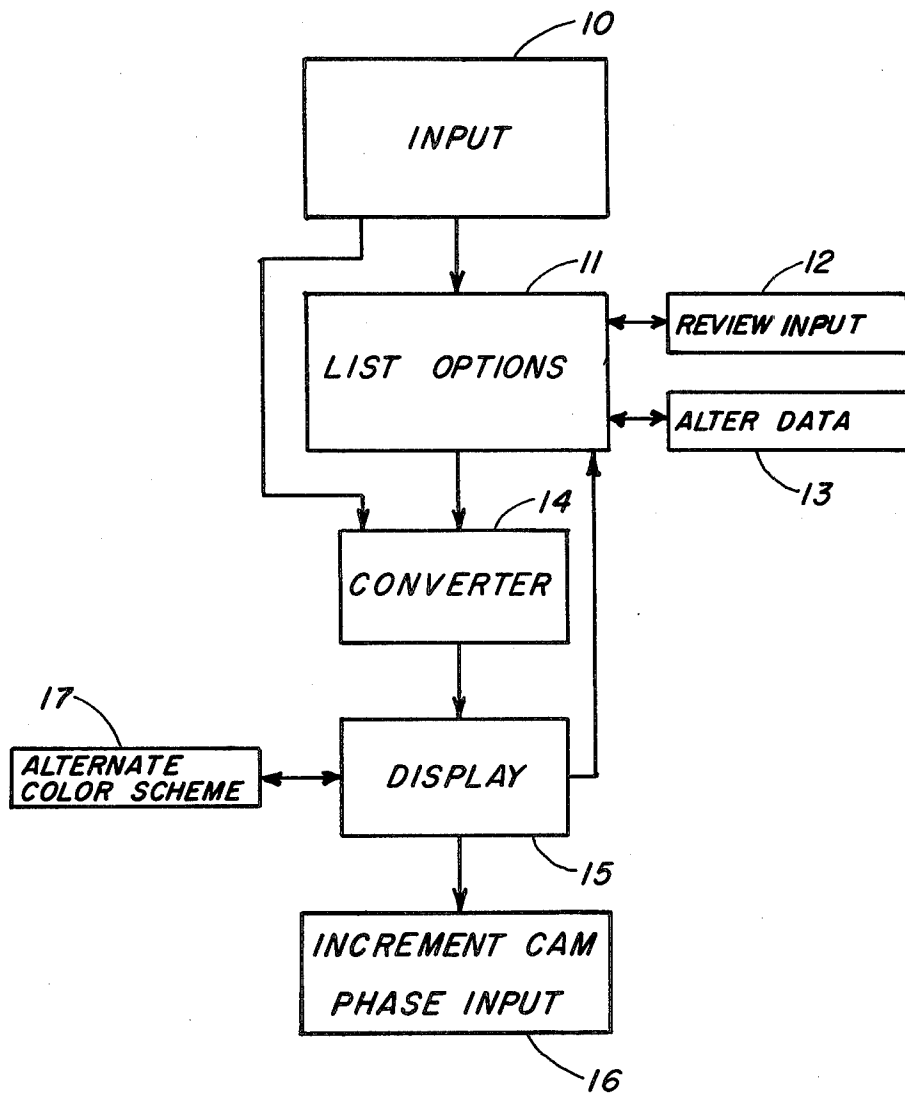 10
INPUT
11
12
LIST OPTIONS
REVIEW INPUT
ALTER DATA
13
14
CONVERTER
17
ALTERNATE
COLOR SCHEME
DISPLAY
15
INCREMENT CAM
PHASE INPUT
16